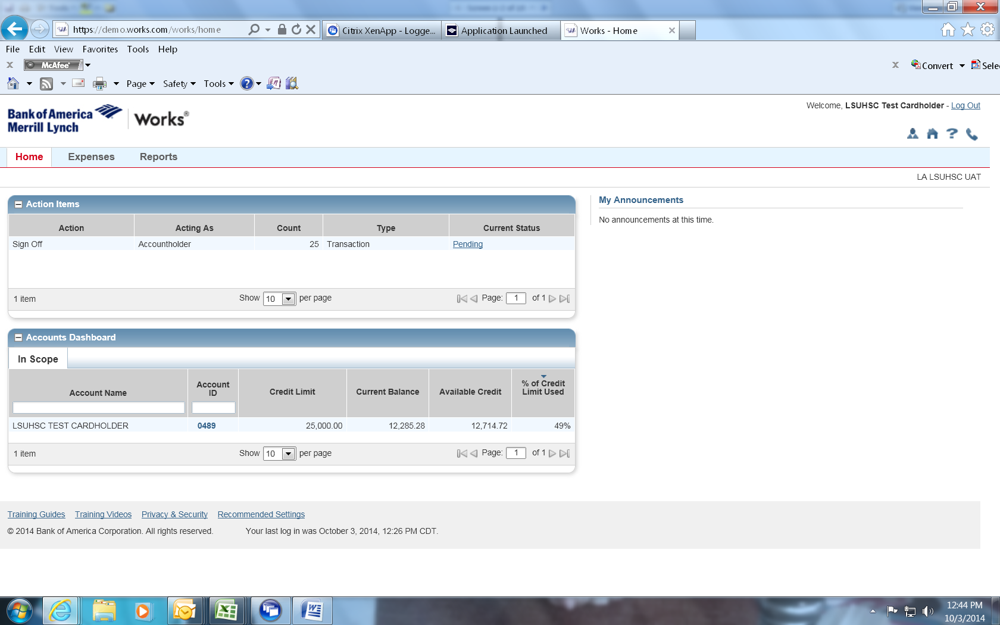 https://demo.works.com/works/home
Citrix XenApp - Logge...
Application Launched
Works - Home
File Edit View Favorites Tools Help
McAfee
Convert
Sele
Page Safety Tools
Bank of America
Merrill Lynch
Works®
Welcome, LSUHSC Test Cardholder - Log Out
Home Expenses Reports
LA LSUHSC UAT
Action Items
Action Acting As Count Type Current Status
Sign Off Accountholder 25 Transaction Pending
1 item Show 10 per page Page: 1 of 1
My Announcements
No announcements at this time.
Accounts Dashboard
In Scope
Account Name Account ID Credit Limit Current Balance Available Credit % of Credit Limit Used
LSUHSC TEST CARDHOLDER 0489 25,000.00 12,285.28 12,714.72 49%
1 item Show 10 per page Page: 1 of 1
Training Guides Training Videos Privacy & Security Recommended Settings
© 2014 Bank of America Corporation. All rights reserved. Your last log in was October 3, 2014, 12:26 PM CDT.
12:44 PM
10/3/2014